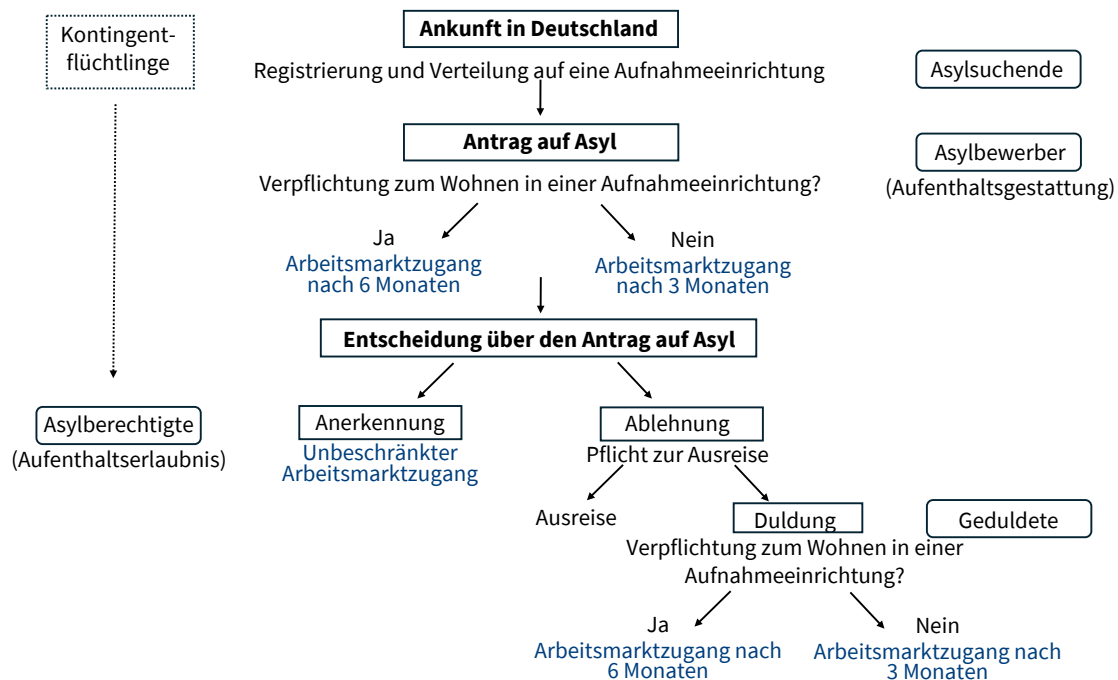 Kontingent-
flüchtlinge
Ankunft in Deutschland
Registrierung und Verteilung auf eine Aufnahmeeinrichtung
Asylsuchende
Antrag auf Asyl
Asylbewerber
(Aufenthaltsgestattung)
Verpflichtung zum Wohnen in einer Aufnahmeeinrichtung?
Ja
Arbeitsmarktzugang
nach 6 Monaten
Nein
Arbeitsmarktzugang
nach 3 Monaten
Entscheidung über den Antrag auf Asyl
Asylberechtigte
(Aufenthaltserlaubnis)
Anerkennung
Unbeschränkter
Arbeitsmarktzugang
Ablehnung
Pflicht zur Ausreise
Ausreise
Duldung
Geduldete
Verpflichtung zum Wohnen in einer
Aufnahmeeinrichtung?
Ja
Arbeitsmarktzugang nach
6 Monaten
Nein
Arbeitsmarktzugang nach
3 Monaten